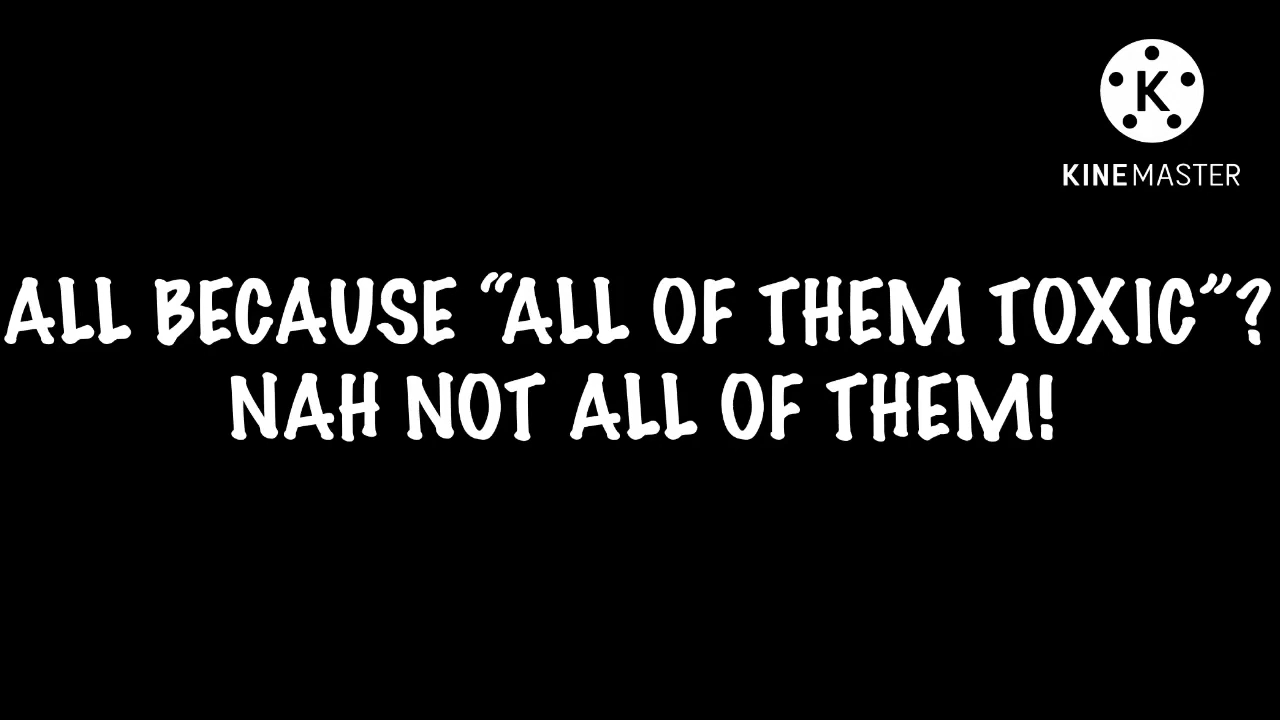 K
KINEMASTER
ALL BECAUSE “ALL OF THEM TOXIC”?
NAH NOT ALL OF THEM!